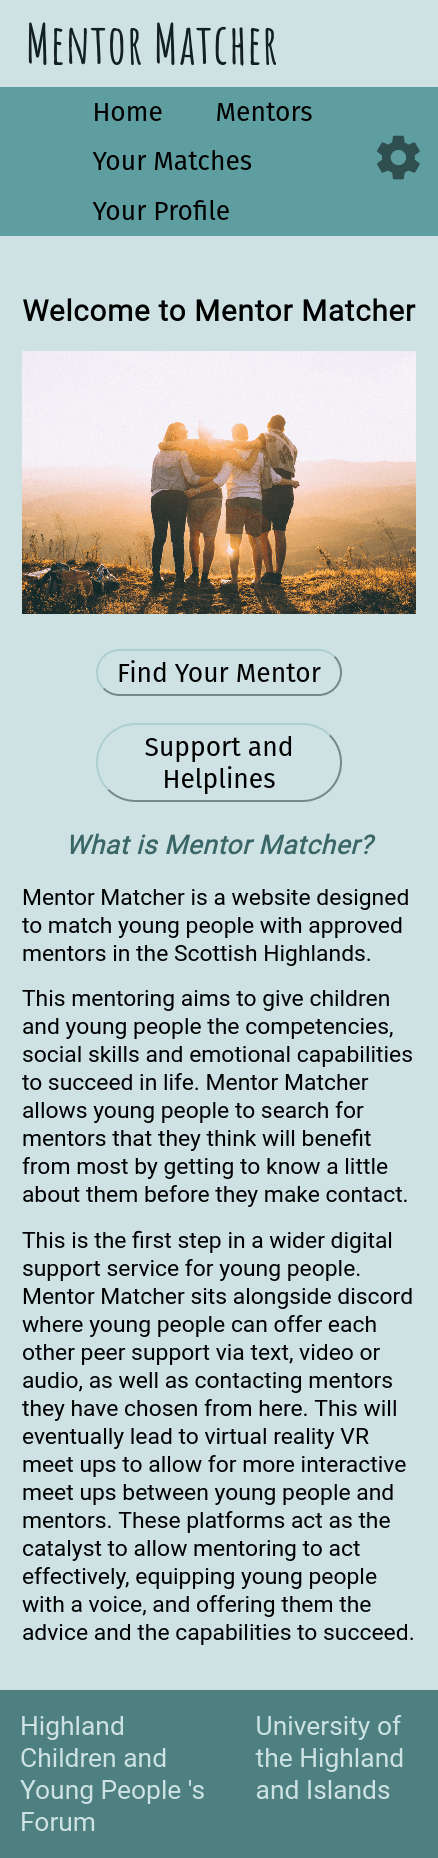 Mentor Matcher
Home Mentors
Your Matches
Your Profile
Welcome to Mentor Matcher
Find Your Mentor
Support and
Helplines
What is Mentor Matcher?
Mentor Matcher is a website designed
to match young people with approved
mentors in the Scottish Highlands.
This mentoring aims to give children
and young people the competencies,
social skills and emotional capabilities
to succeed in life. Mentor Matcher
allows young people to search for
mentors that they think will benefit
from most by getting to know a little
about them before they make contact.
This is the first step in a wider digital
support service for young people.
Mentor Matcher sits alongside discord
where young people can offer each
other peer support via text, video or
audio, as well as contacting mentors
they have chosen from here. This will
eventually lead to virtual reality VR
meet ups to allow for more interactive
meet ups between young people and
mentors. These platforms act as the
catalyst to allow mentoring to act
effectively, equipping young people
with a voice, and offering them the
advice and the capabilities to succeed.
Highland
Children and
Young People 's
Forum
University of
the Highland
and Islands